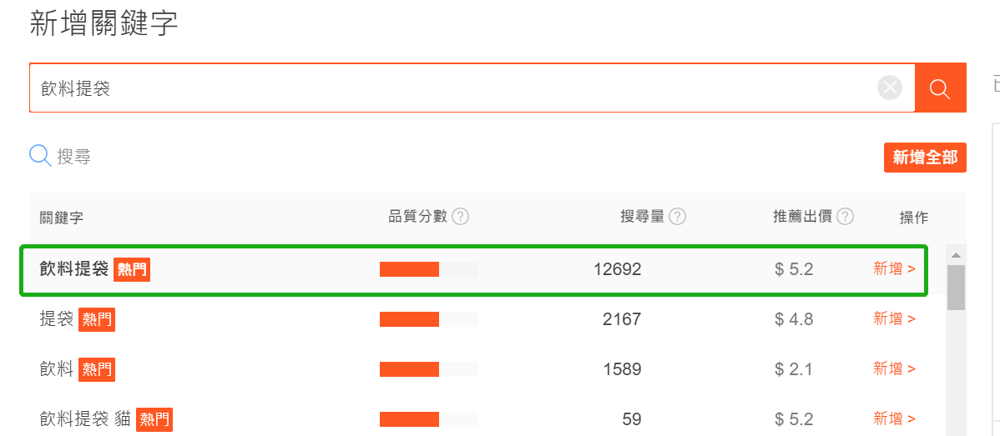 新增關鍵字
飲料提袋
搜尋
新增全部
關鍵字 品質分數 ? 搜尋量 ? 推薦出價 ? 操作
飲料提袋 熱門 12692 $ 5.2 新增 >
提袋 熱門 2167 $ 4.8 新增 >
飲料 熱門 1589 $ 2.1 新增 >
飲料提袋 貓 熱門 59 $ 5.2 新增 >